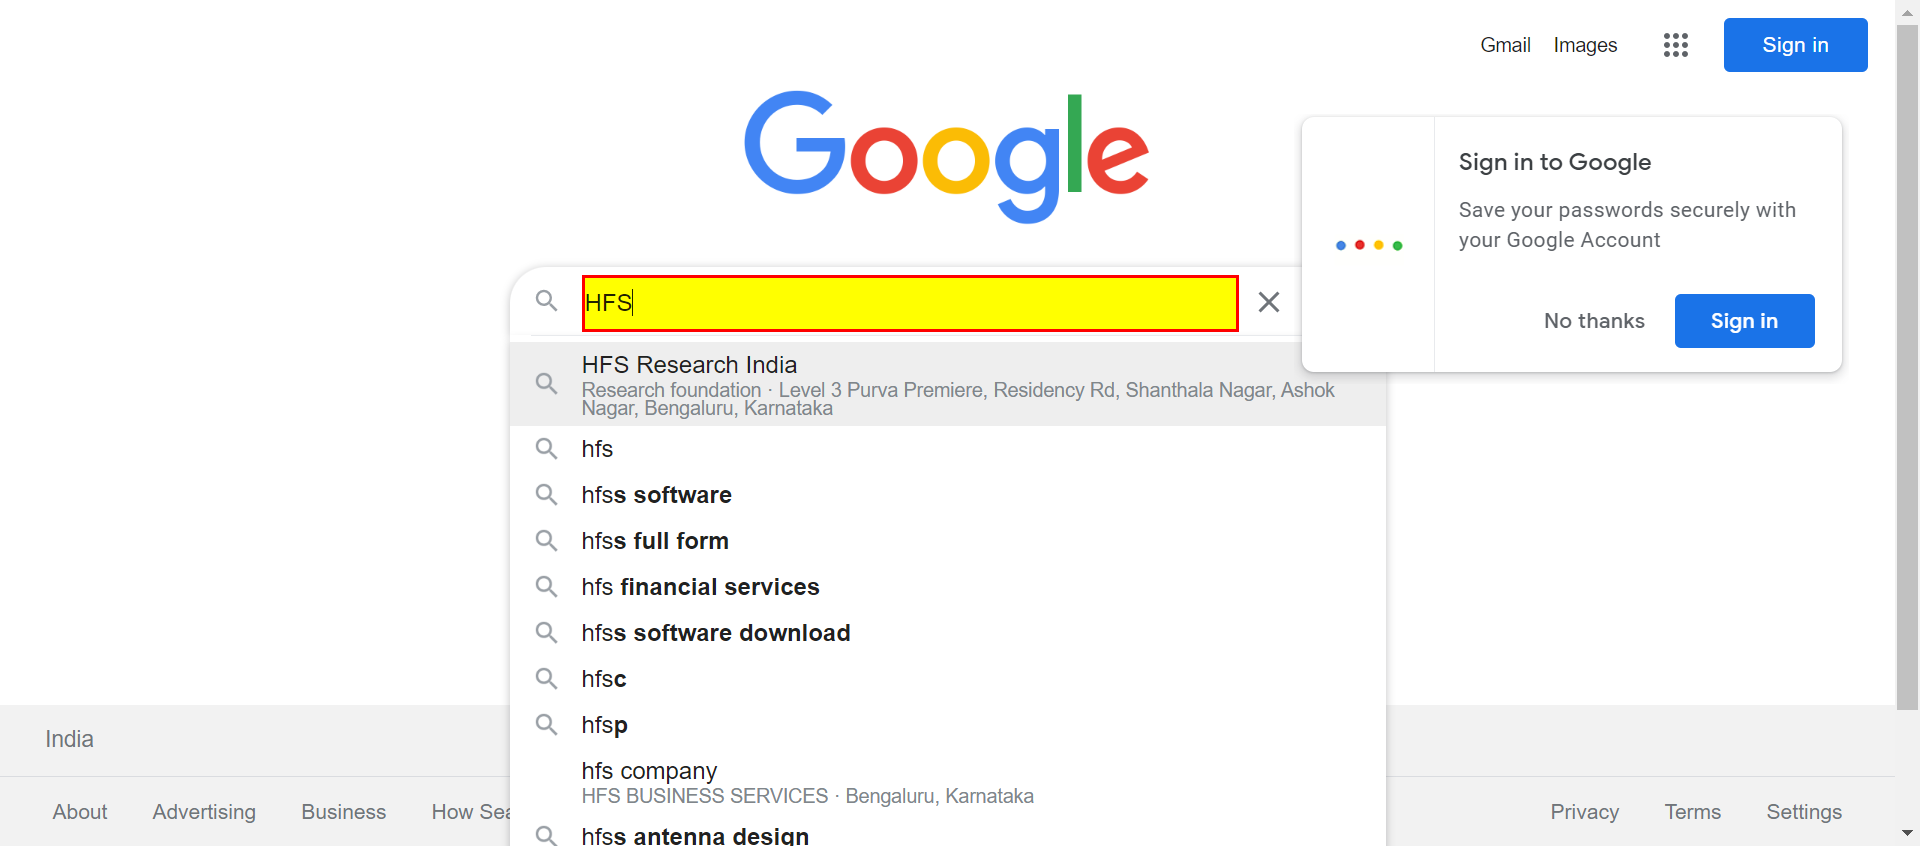 Gmail Images Sign in
Google
Sign in to Google
Save your passwords securely with
your Google Account
No thanks Sign in
HFS
HFS Research India
Research foundation · Level 3 Purva Premiere, Residency Rd, Shanthala Nagar, Ashok
Nagar, Bengaluru, Karnataka
hfs
hfss software
hfss full form
hfs financial services
hfss software download
hfsc
hfsp
hfs company
HFS BUSINESS SERVICES · Bengaluru, Karnataka
hfss antenna design
India
About Advertising Business How Sea
Privacy Terms Settings